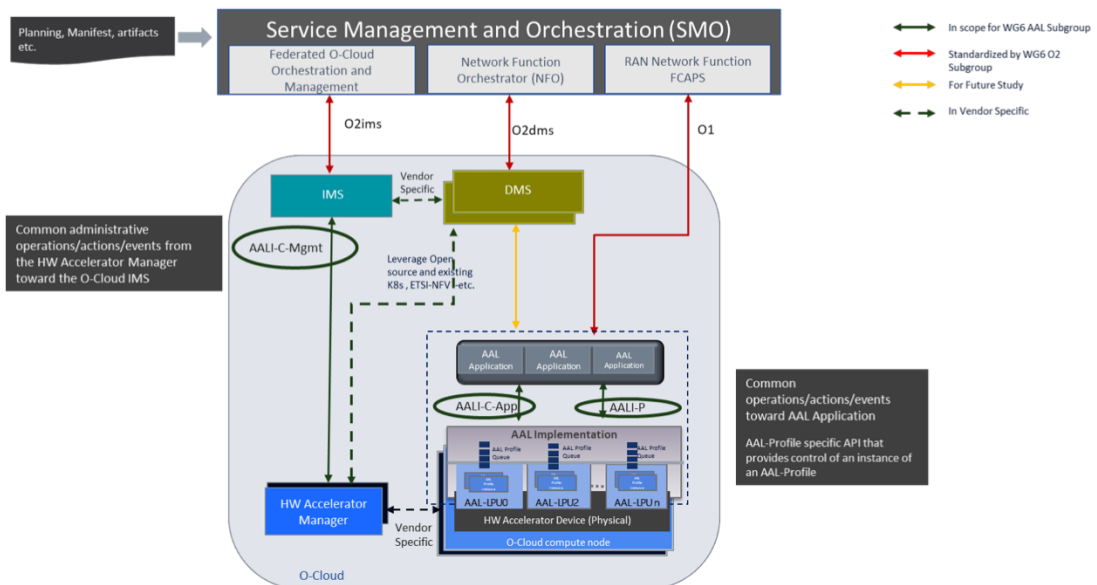 Planning, Manifest, artifacts
etc.
Service Management and Orchestration (SMO)
Federated O-Cloud
Orchestration and
Management
Network Function
Orchestrator (NFO)
RAN Network Function
FCAPS
In scope for WG6 AAL Subgroup
Standardized by WG6 O2
Subgroup
For Future Study
In Vendor Specific
O2ims
O2dms
O1
IMS
Vendor
Specific
DMS
Common administrative
operations/actions/events from
the HW Accelerator Manager
toward the O-Cloud IMS
AALI-C-Mgmt
Leverage Open
source and existing
K8s , ETSI-NFV -etc.
AAL
Application
AAL
Application
AAL
Application
AALI-C-App
AALI-P
Common
operations/actions/events
toward AAL Application
AAL-Profile specific API that
provides control of an instance of
an AAL-Profile
AAL Implementation
AAL Profile
Queue
AAL Profile
Queue
AAL Profile
Queue
AAL-LPU0
AAL-LPU2
...
AAL-LPU n
HW Accelerator Device (Physical)
O-Cloud compute node
HW Accelerator
Manager
Vendor
Specific
O-Cloud